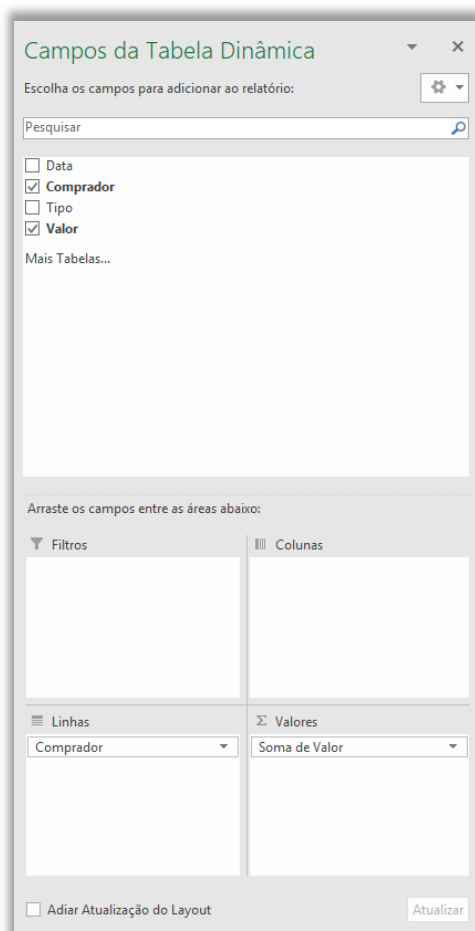 Campos da Tabela Dinâmica
Escolha os campos para adicionar ao relatório:
Pesquisar
Data
Comprador
Tipo
Valor
Mais Tabelas...
Arraste os campos entre as áreas abaixo:
Filtros
Colunas
Linhas
Σ Valores
Comprador
Soma de Valor
Adiar Atualização do Layout
Atualizar